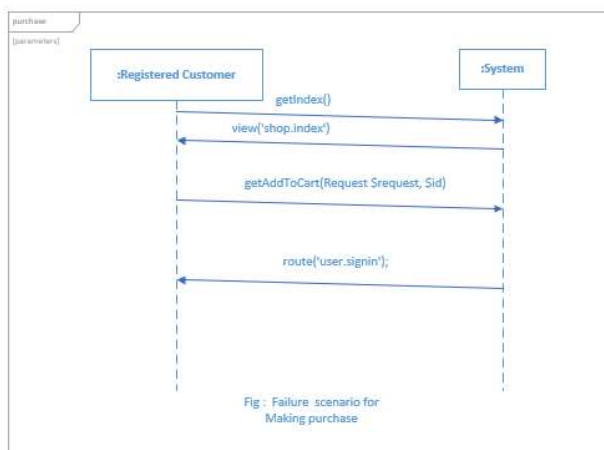 purchase
{parameters}
:Registered Customer
:System
getIndex()
view('shop.index')
getAddToCart(Request $request, $id)
route('user.signin');
Fig : Failure scenario for
Making purchase